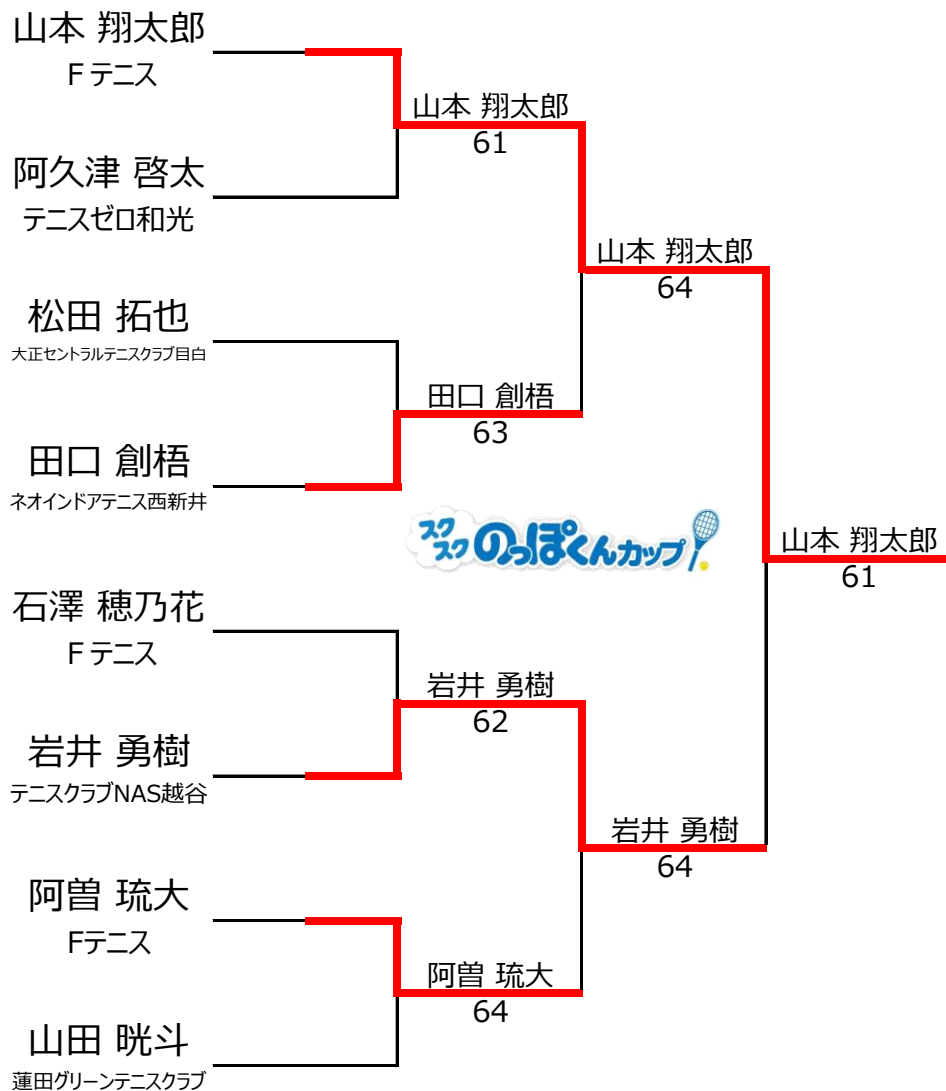 山本 翔太郎
F テニス
山本 翔太郎
61
阿久津 啓太
テニスゼロ和光
山本 翔太郎
64
松田 拓也
大正セントラルテニスクラブ目白
田口 創梧
63
田口 創梧
ネオインドアテニス西新井
スクスク のっぽくんカップ
山本 翔太郎
61
石澤 穂乃花
F テニス
岩井 勇樹
62
岩井 勇樹
テニスクラブNAS越谷
岩井 勇樹
64
阿曽 琉大
Fテニス
阿曽 琉大
64
山田 晄斗
蓮田グリーンテニスクラブ